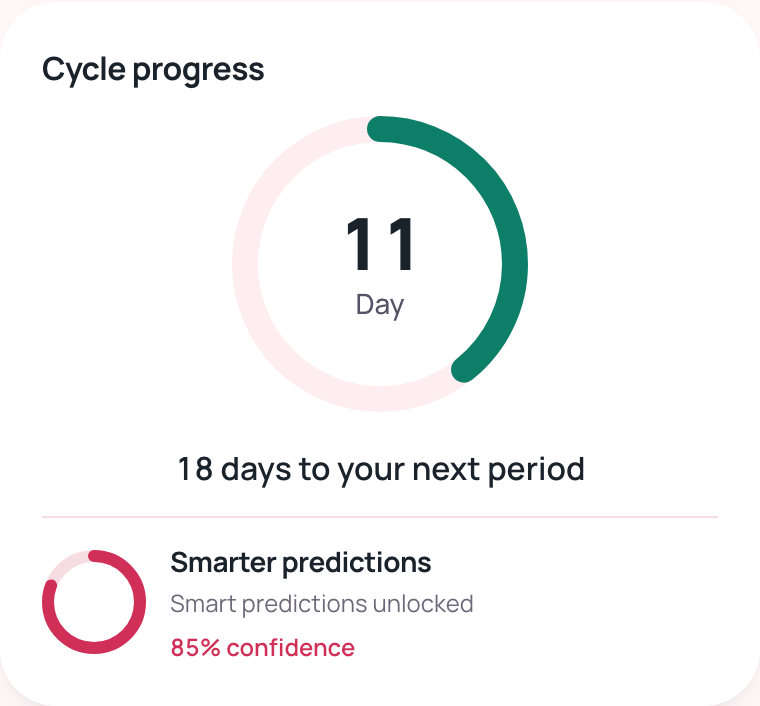 Cycle progress
11
Day
18 days to your next period
Smarter predictions
Smart predictions unlocked
85% confidence